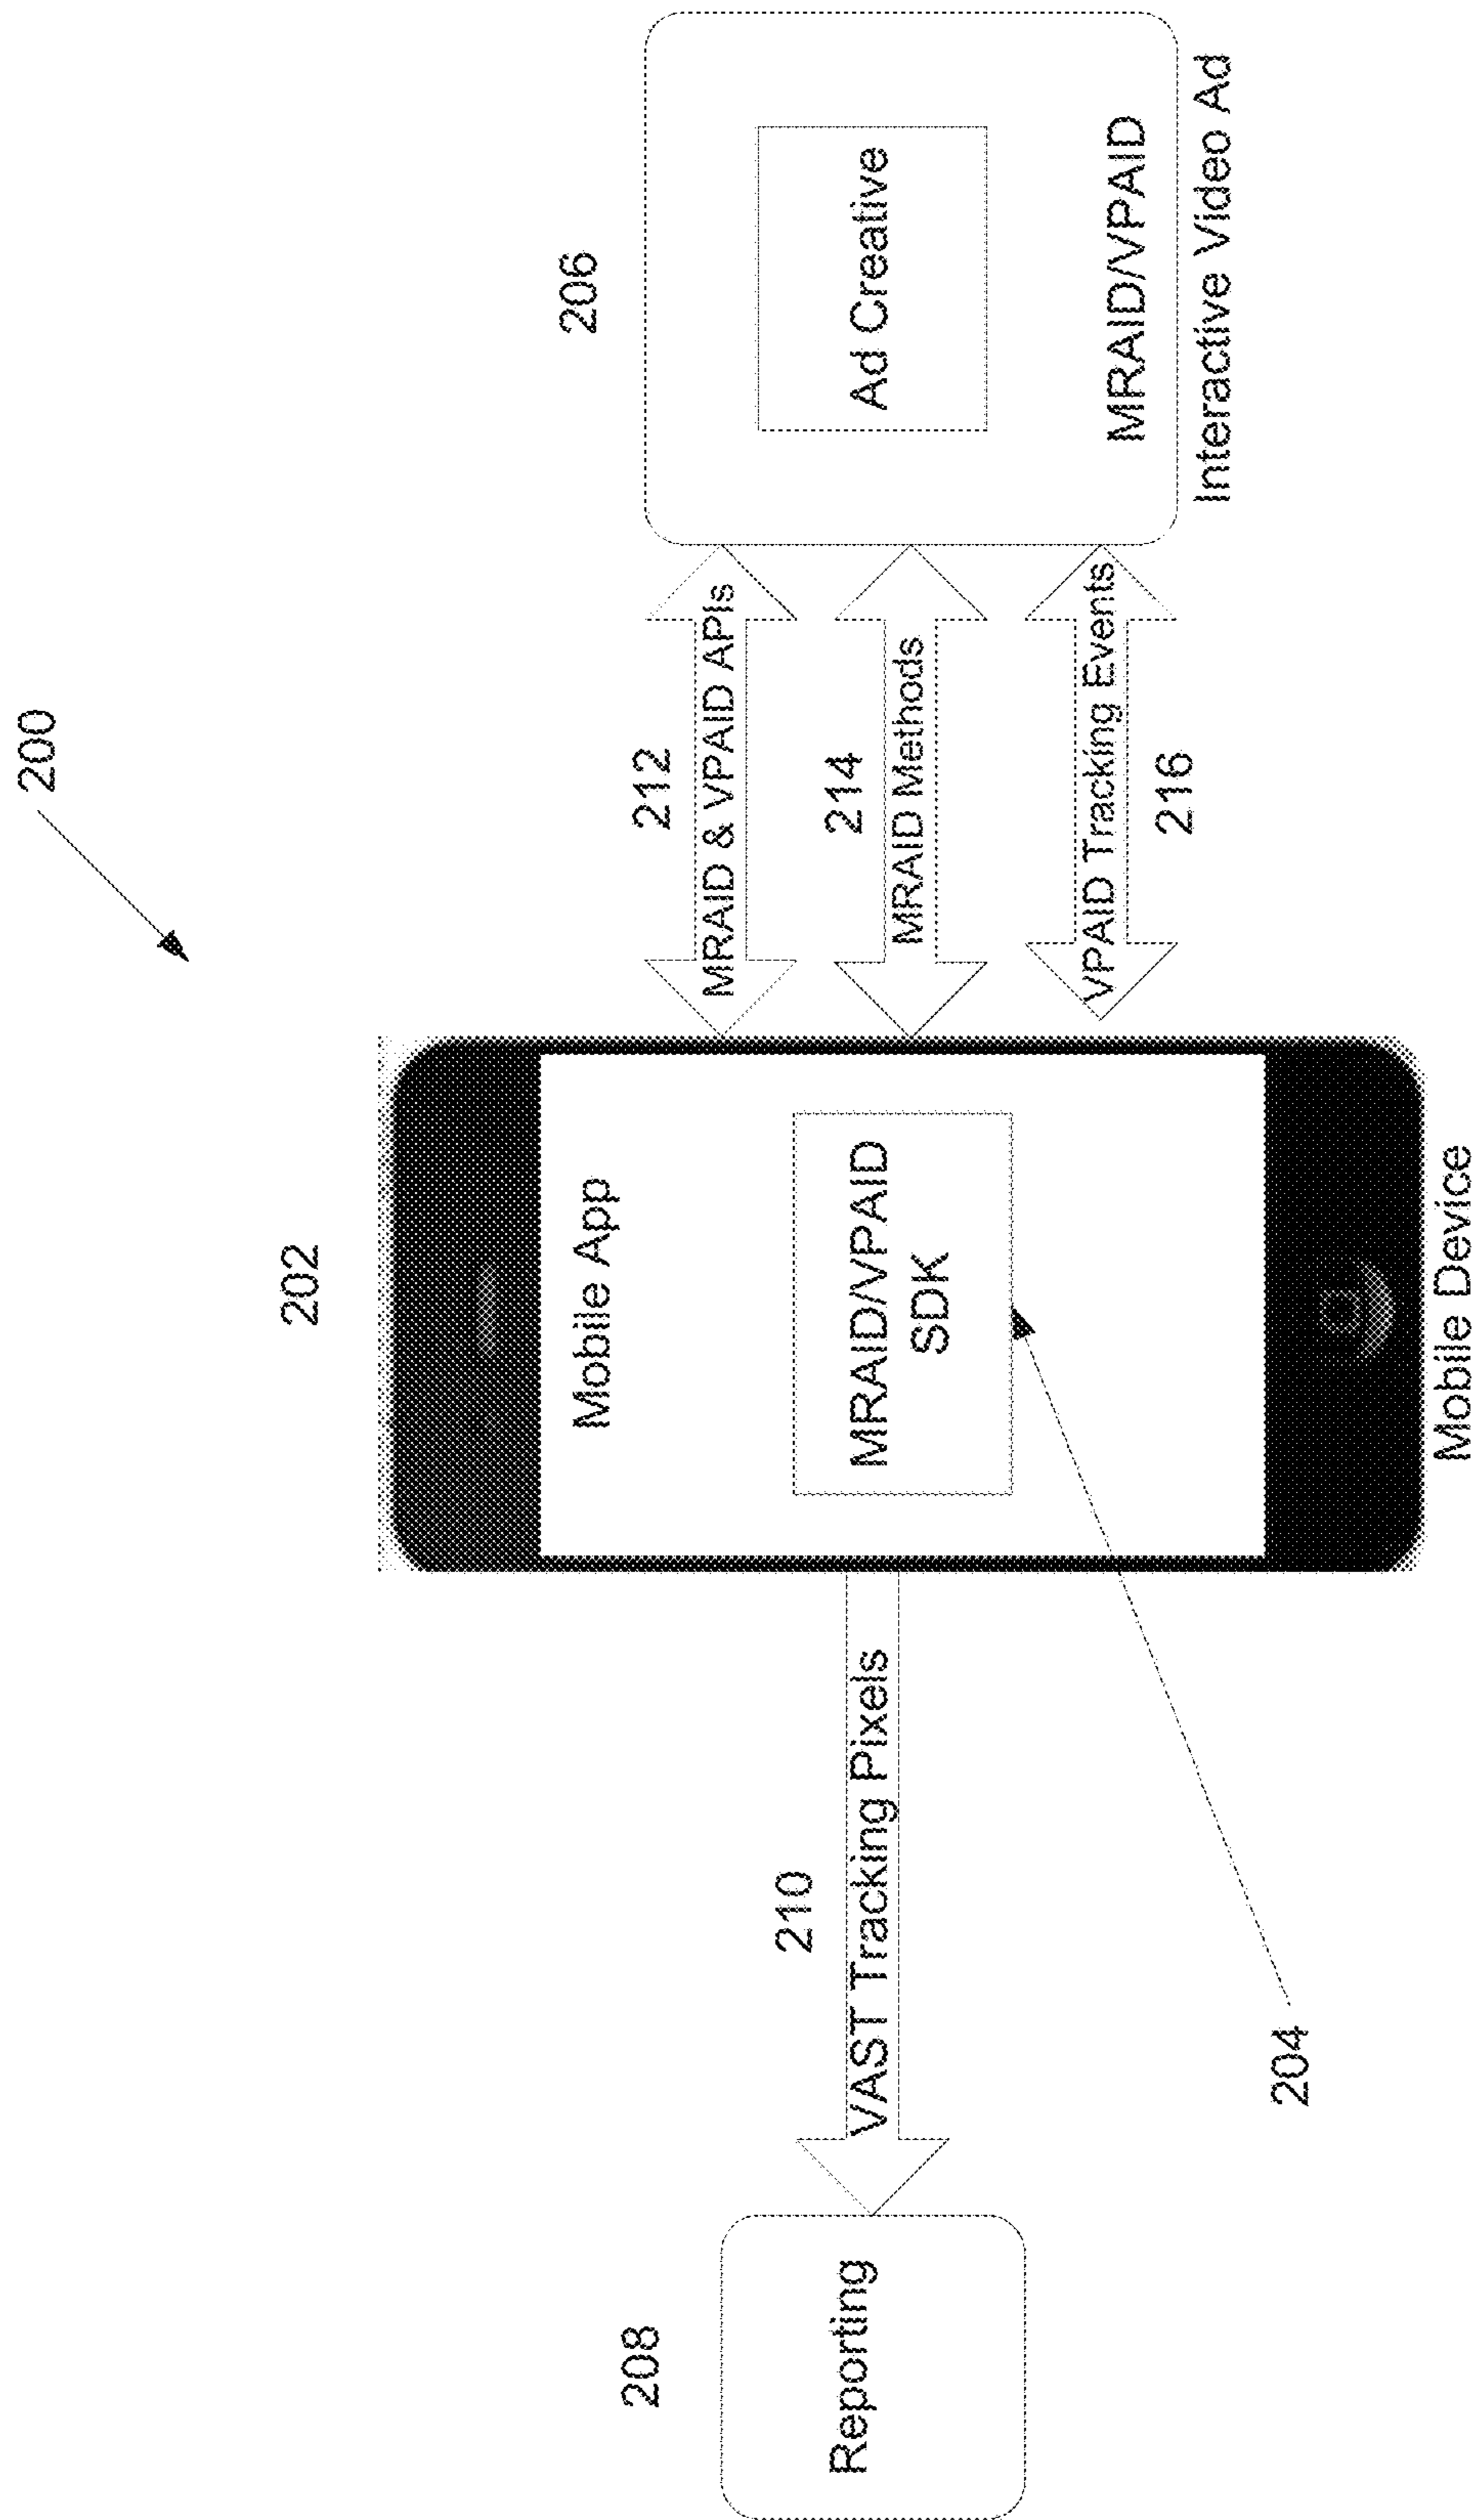 200
202
206
208
210
212
214
216
204
Reporting
VAST Tracking Pixels
Mobile App
MRAID/VPAID
SDK
Mobile Device
MRAID & VPAID APIs
MRAID Methods
VPAID Tracking Events
Ad Creative
MRAID/VPAID
Interactive Video Ad